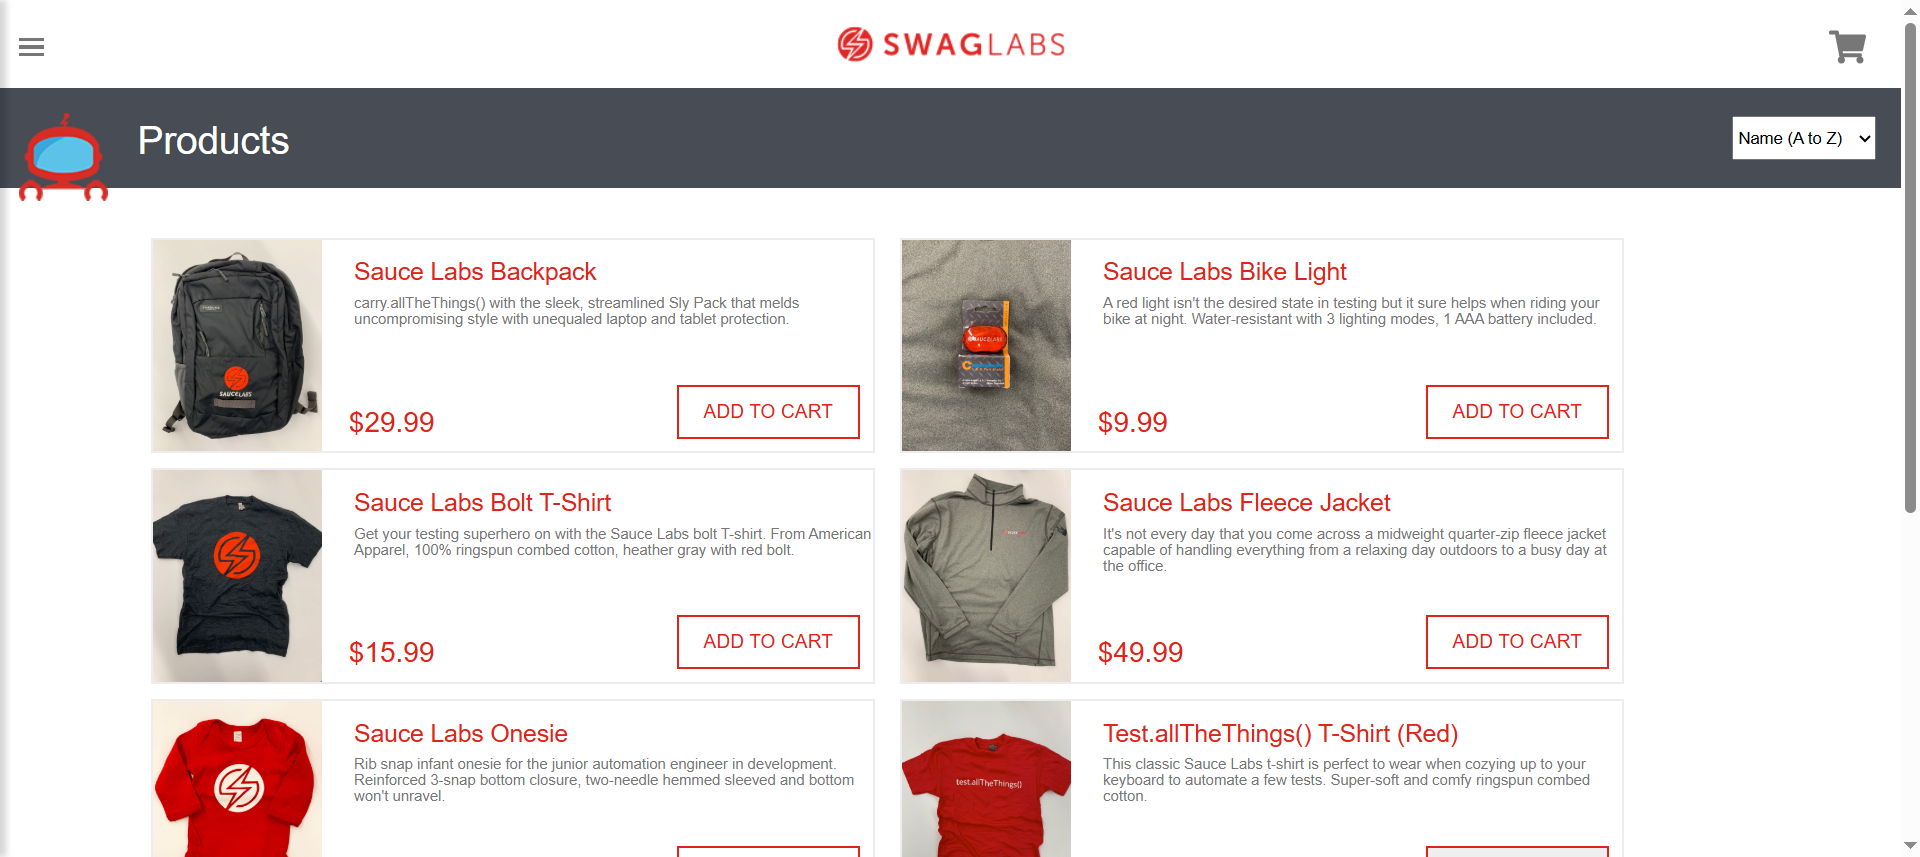 SWAGLABS
Products
Name (A to Z)
Sauce Labs Backpack
carry.allTheThings() with the sleek, streamlined Sly Pack that melds
uncompromising style with unequaled laptop and tablet protection.
$29.99
ADD TO CART
SAUCELABS
Sauce Labs Bike Light
A red light isn't the desired state in testing but it sure helps when riding your
bike at night. Water-resistant with 3 lighting modes, 1 AAA battery included.
$9.99
ADD TO CART
SAUCELABS
Sauce Labs Bolt T-Shirt
Get your testing superhero on with the Sauce Labs bolt T-shirt. From American
Apparel, 100% ringspun combed cotton, heather gray with red bolt.
$15.99
ADD TO CART
Sauce Labs Fleece Jacket
It's not every day that you come across a midweight quarter-zip fleece jacket
capable of handling everything from a relaxing day outdoors to a busy day at
the office.
$49.99
ADD TO CART
Sauce Labs Onesie
Rib snap infant onesie for the junior automation engineer in development.
Reinforced 3-snap bottom closure, two-needle hemmed sleeved and bottom
won't unravel.
Test.allTheThings() T-Shirt (Red)
This classic Sauce Labs t-shirt is perfect to wear when cozying up to your
keyboard to automate a few tests. Super-soft and comfy ringspun combed
cotton.
test.allTheThings()